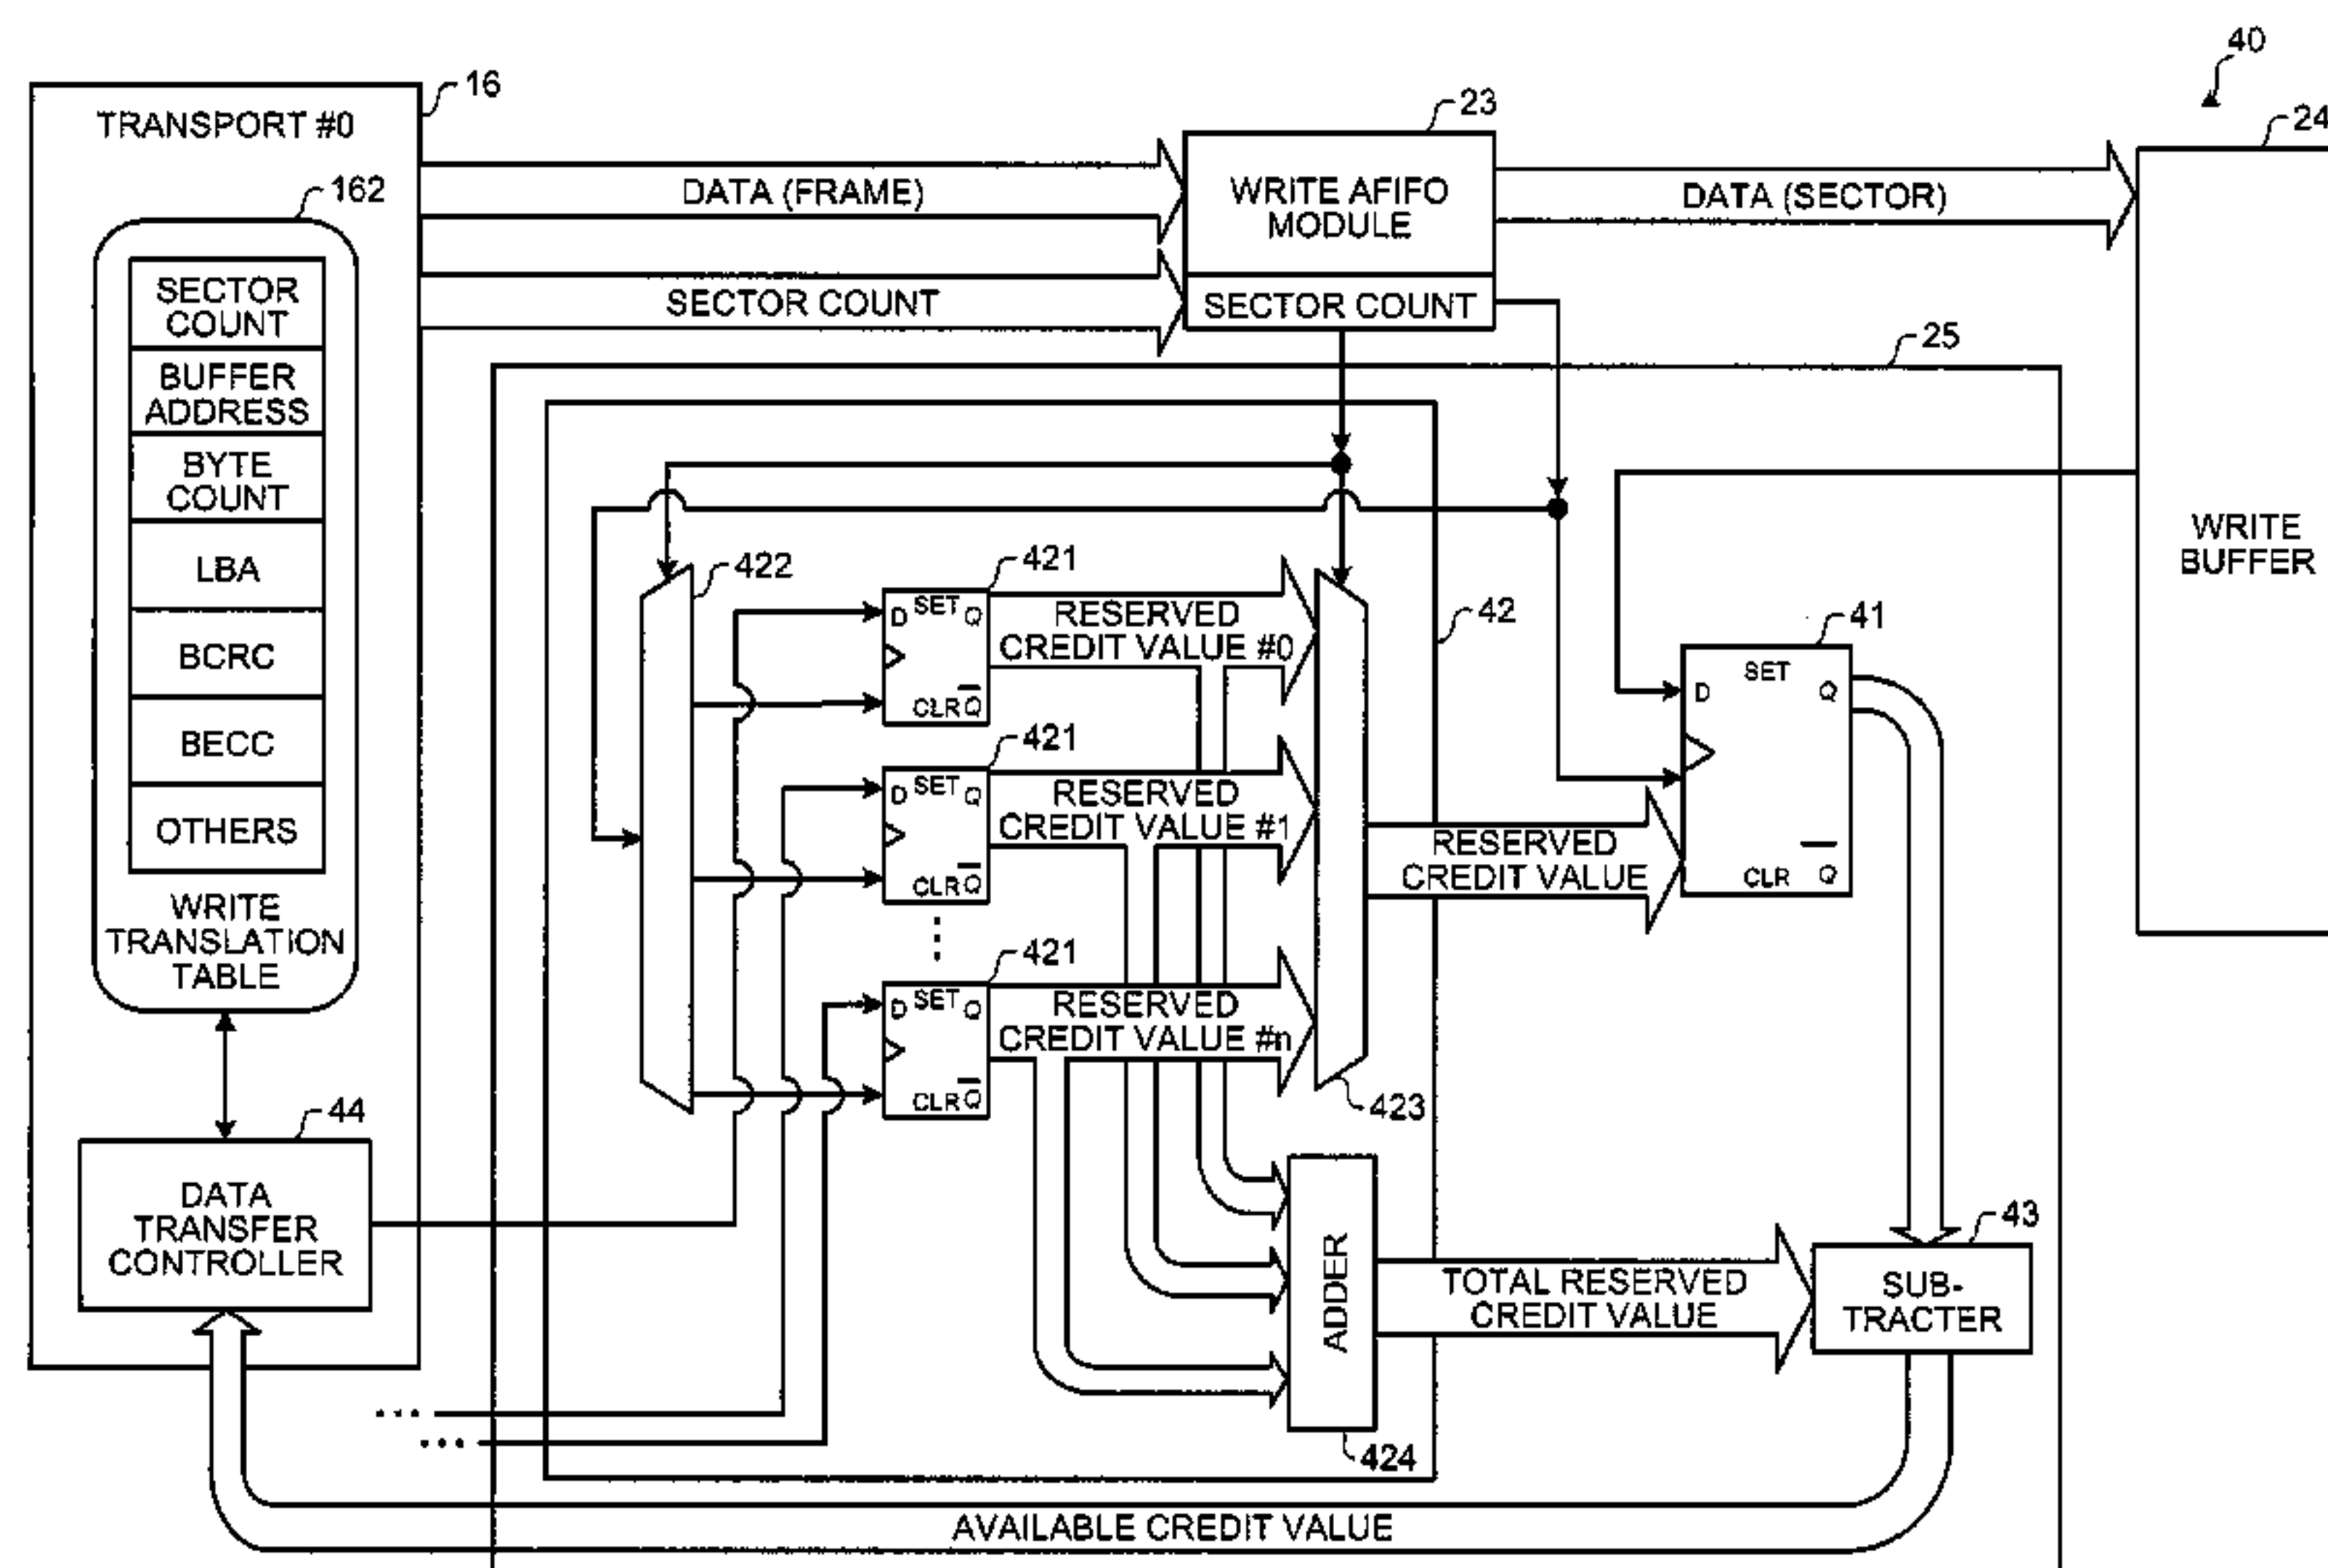 40
16
TRANSPORT #0
162
SECTOR
COUNT
BUFFER
ADDRESS
BYTE
COUNT
LBA
BCRC
BECC
OTHERS
WRITE
TRANSLATION
TABLE
44
DATA
TRANSFER
CONTROLLER
DATA (FRAME)
SECTOR COUNT
23
WRITE AFIFO
MODULE
SECTOR COUNT
DATA (SECTOR)
24
WRITE
BUFFER
25
42
422
421
D SET Q
CLR Q
RESERVED
CREDIT VALUE #0
421
D SET Q
CLR Q
RESERVED
CREDIT VALUE #1
421
D SET Q
CLR Q
RESERVED
CREDIT VALUE #n
423
RESERVED
CREDIT VALUE
41
SET
D Q
CLR Q
ADDER
424
TOTAL RESERVED
CREDIT VALUE
43
SUB-
TRACTER
AVAILABLE CREDIT VALUE